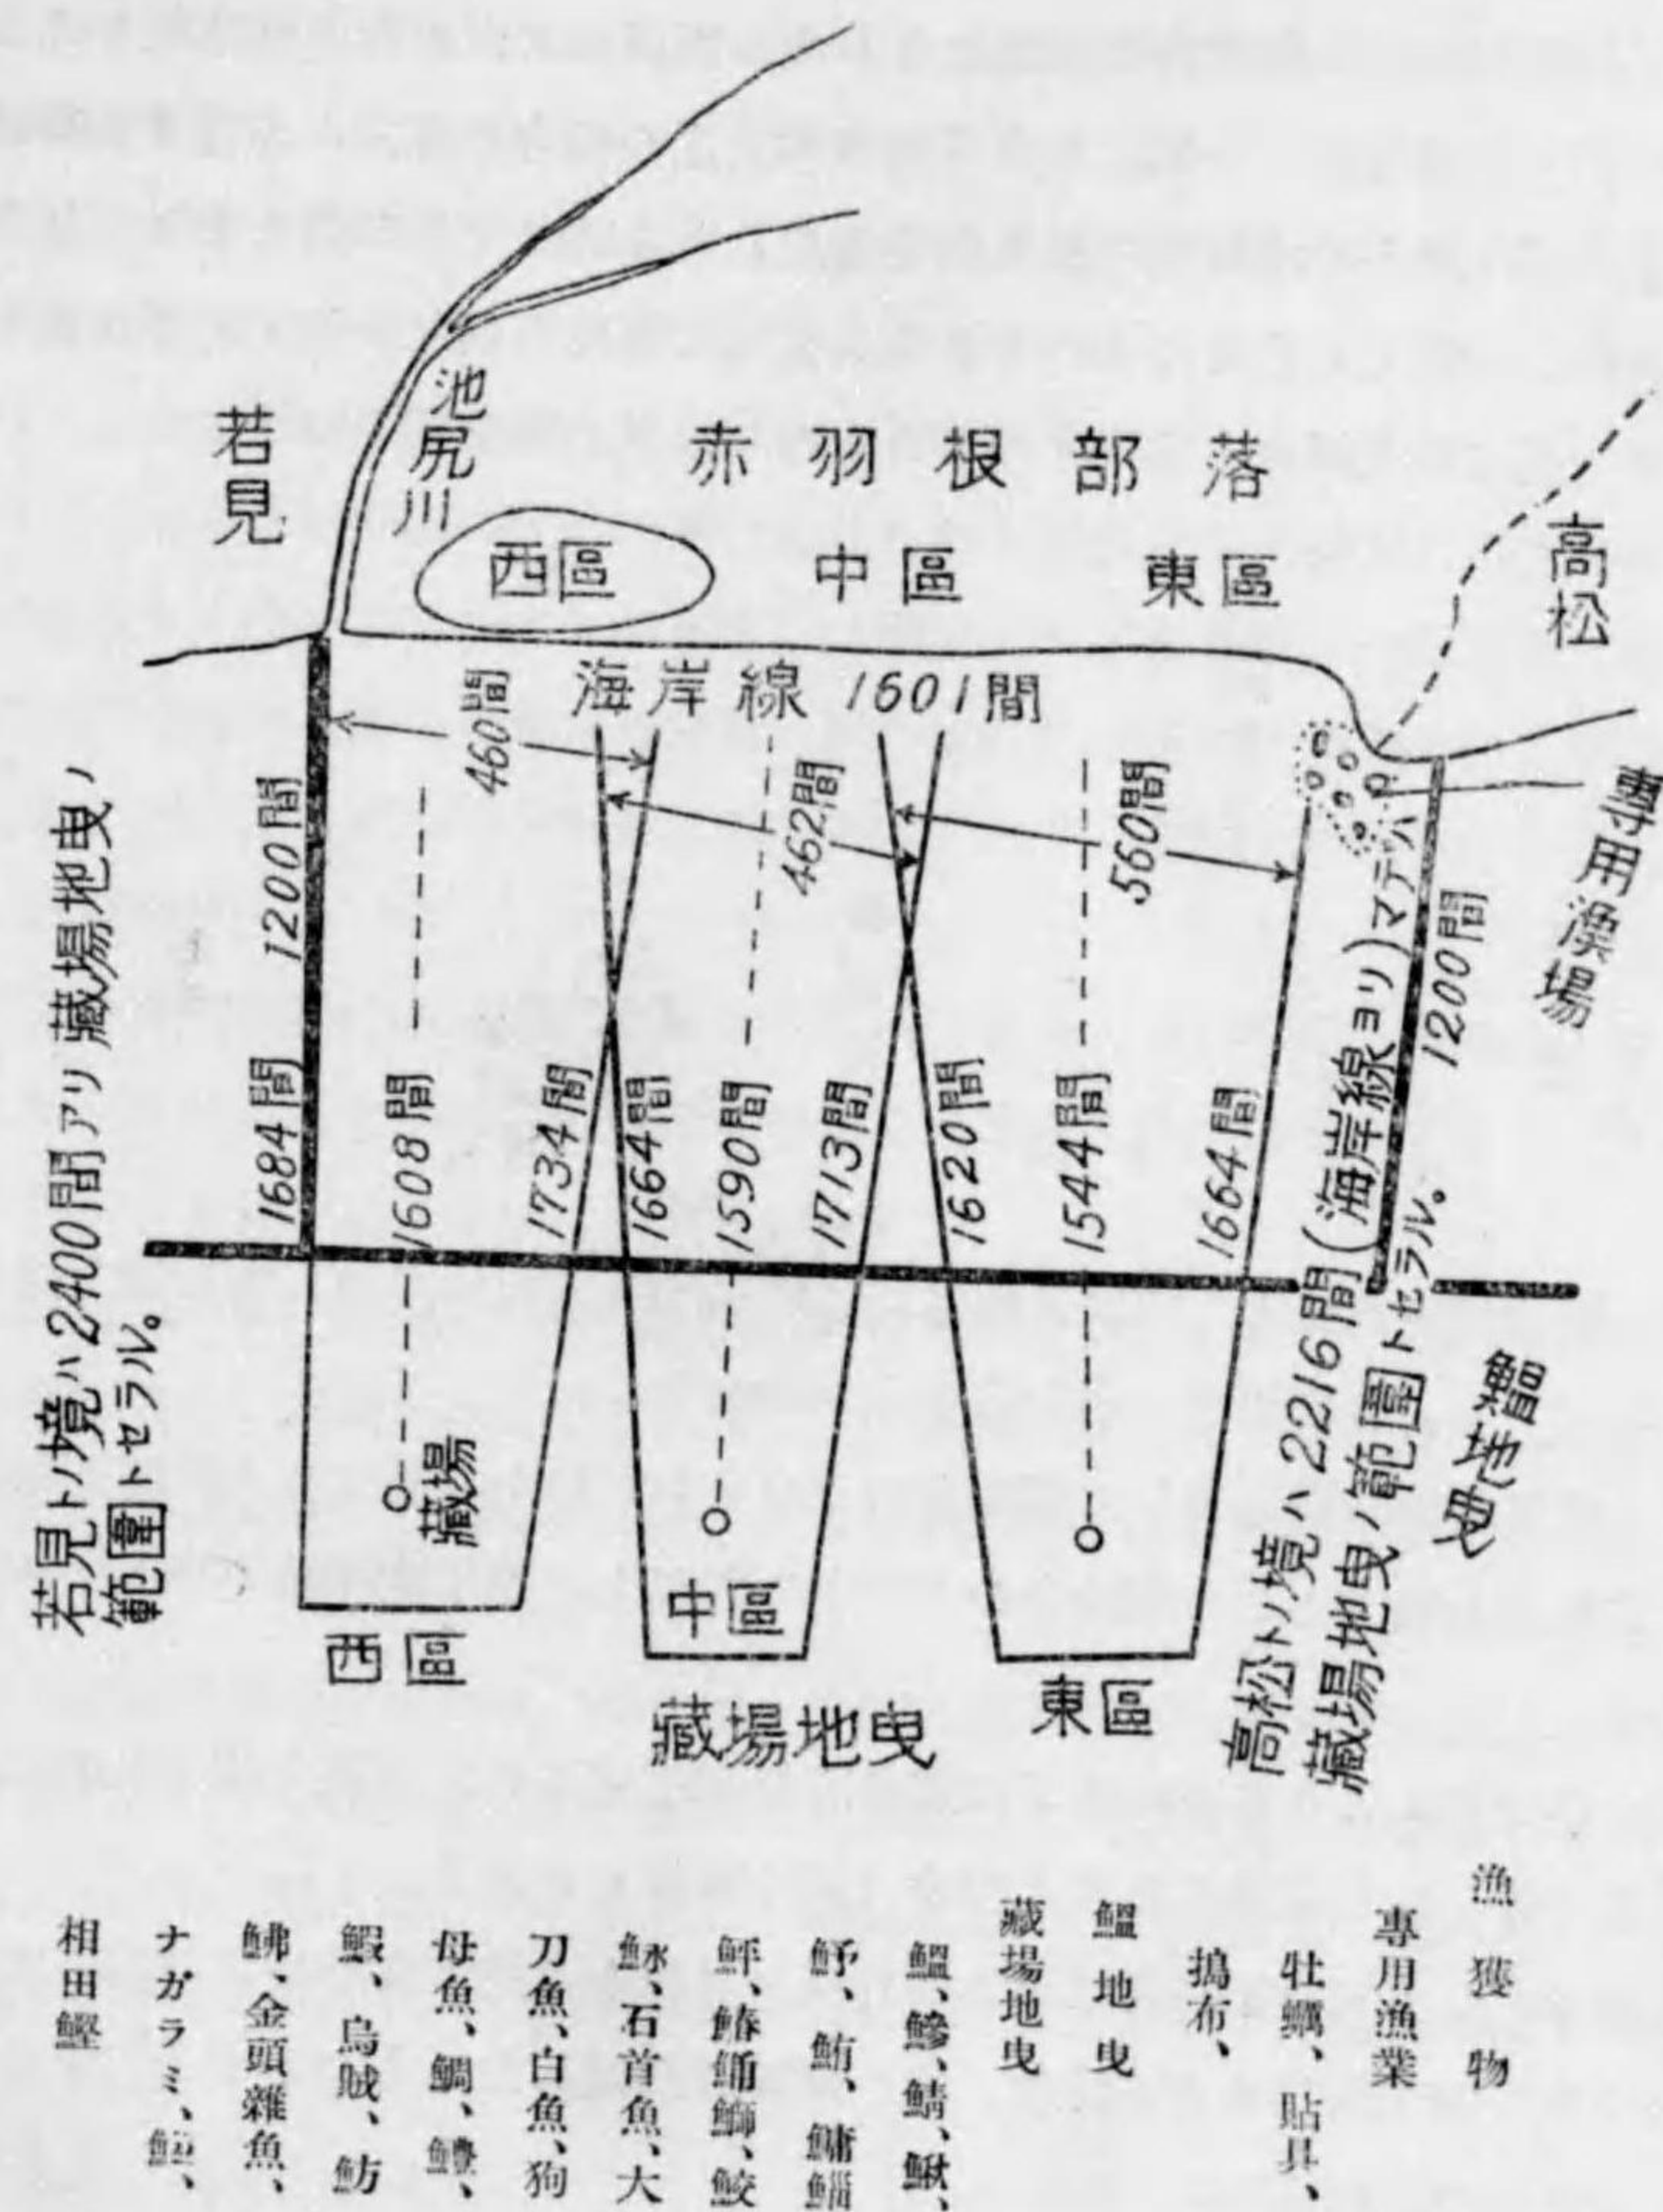 若見
池尻川
赤羽根部落
西區
中區
東區
高松
海岸線 1601間
460間
462間
560間
專用漁場
1200間
1200間
1684間
1608間
1734間
1664間
1590間
1713間
1620間
1544間
1664間
若見トノ境ハ2400間アリ藏場地曳ノ
範圍トセラル。
高松トノ境ハ2216間(海岸線ヨリ)マデハ
藏場地曳ノ範圍トセラル。
鰮地曳
藏場
西區
中區
東區
藏場地曳
漁獲物
專用漁業
牡蠣、貽貝、
搗布、
鰮地曳
藏場地曳
鰮、鰺、鯖、鰍、
魣、鮪、鱅鯔
鮃、鰆鯒鰤、鮫
石首魚、大
刀魚、白魚、狗
母魚、鯛、鱧、
鰕、烏賊、魴
鮄、金頭雜魚、
ナガラミ、
相田鰹